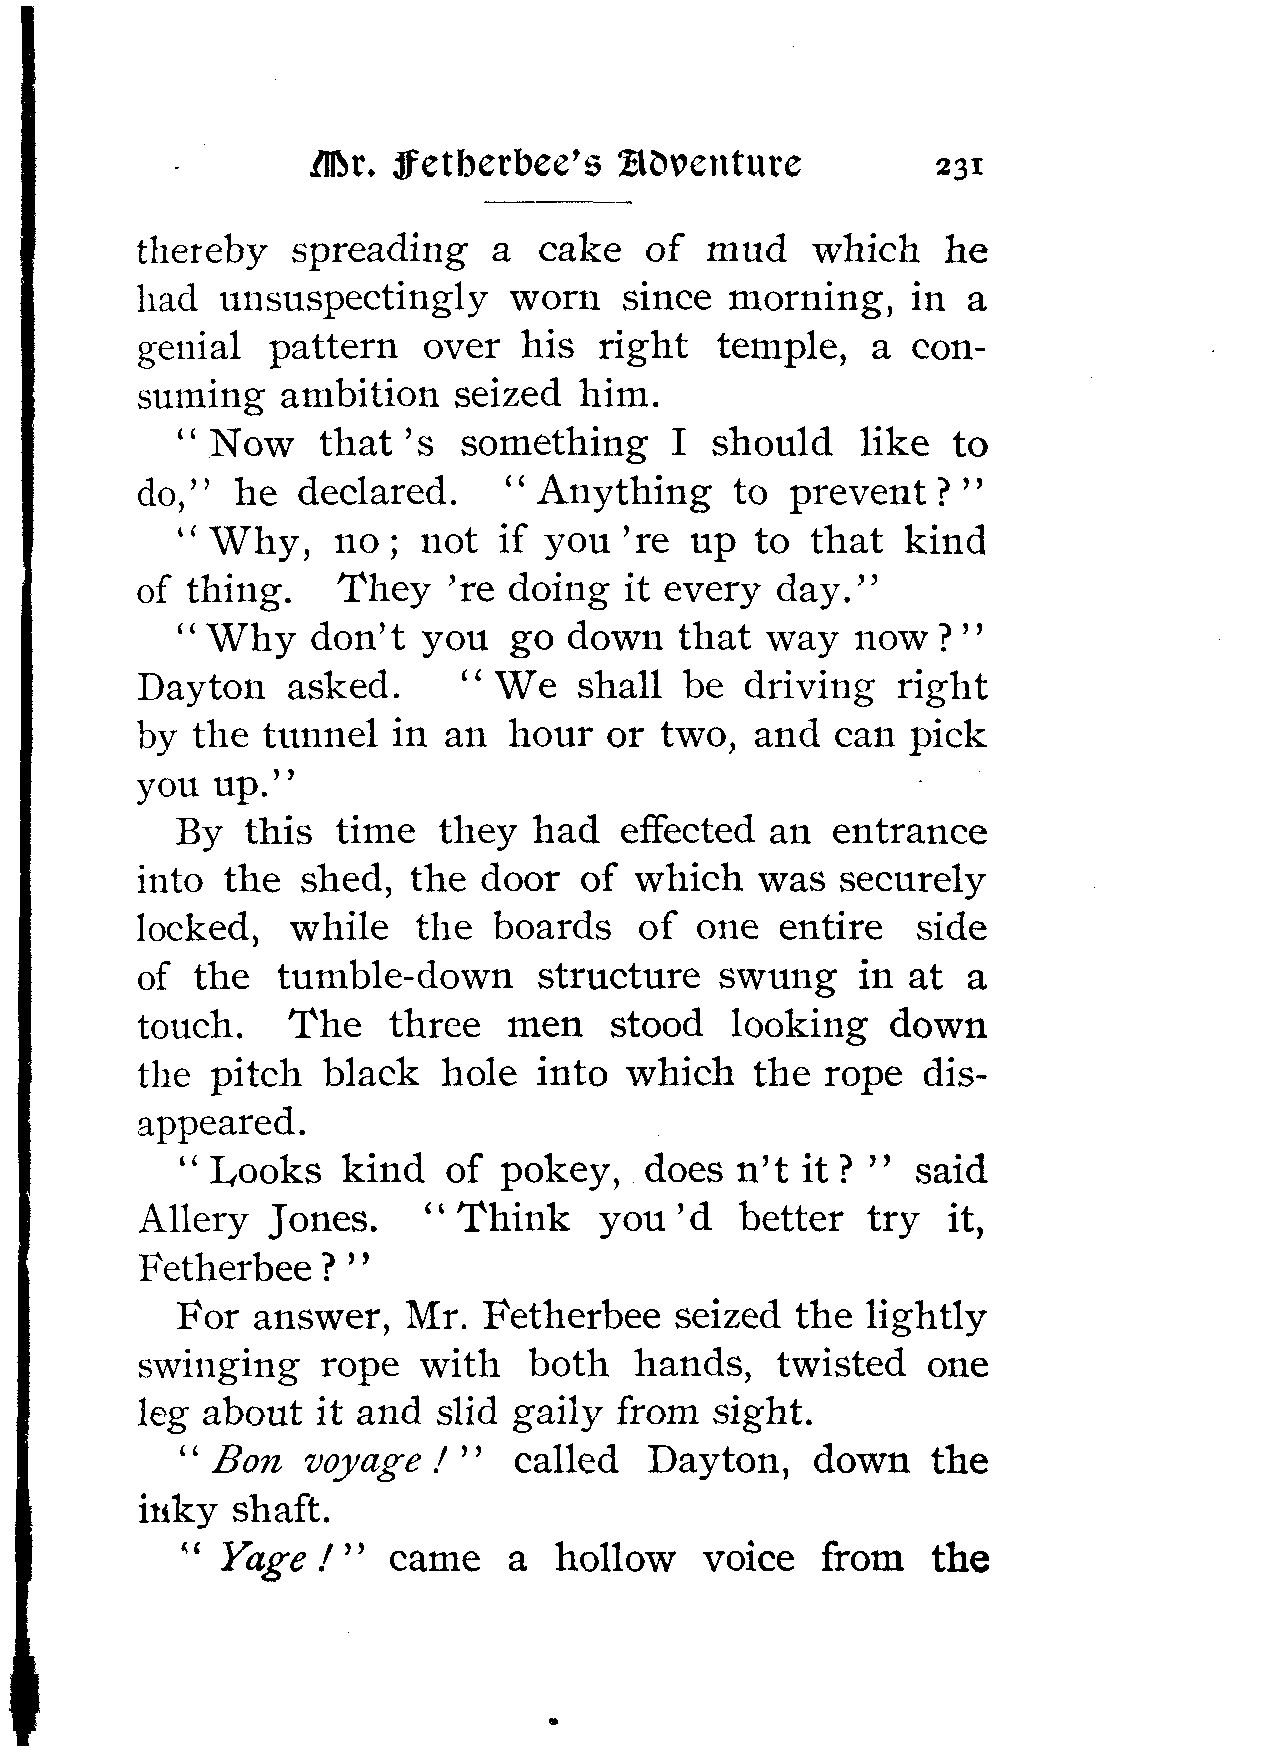 Mr. Fetherbee's Adventure 231
thereby spreading a cake of mud which he
had unsuspectingly worn since morning, in a
genial pattern over his right temple, a con-
suming ambition seized him.
“ Now that 's something I should like to
do,” he declared. “ Anything to prevent ? ”
“ Why, no ; not if you 're up to that kind
of thing. They 're doing it every day.”
“ Why don't you go down that way now ? ”
Dayton asked. “ We shall be driving right
by the tunnel in an hour or two, and can pick
you up.”
By this time they had effected an entrance
into the shed, the door of which was securely
locked, while the boards of one entire side
of the tumble-down structure swung in at a
touch. The three men stood looking down
the pitch black hole into which the rope dis-
appeared.
“ Looks kind of pokey, does n't it ? ” said
Allery Jones. “ Think you 'd better try it,
Fetherbee ? ”
For answer, Mr. Fetherbee seized the lightly
swinging rope with both hands, twisted one
leg about it and slid gaily from sight.
“ Bon voyage ! ” called Dayton, down the
inky shaft.
“ Yage ! ” came a hollow voice from the